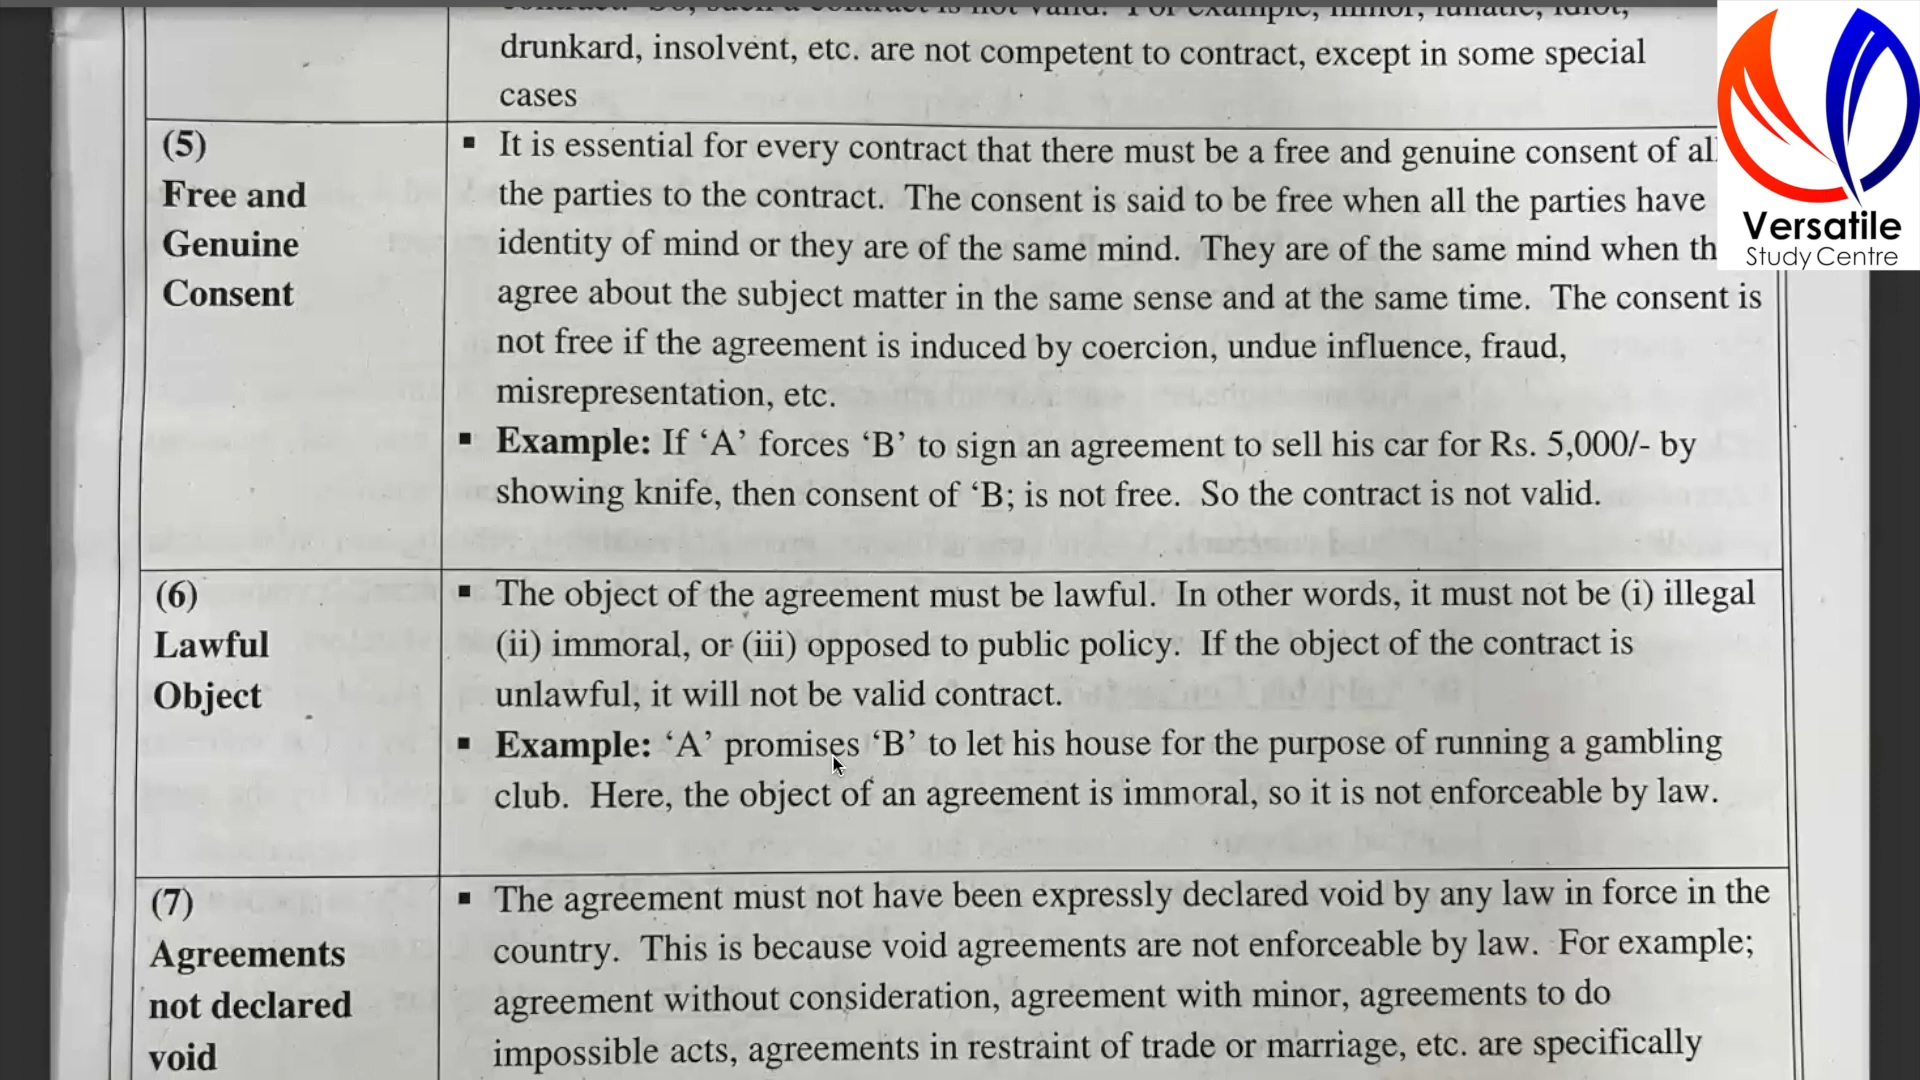 contract. So, such a contract is not valid. For example, minor, lunatic, idiot,
drunkard, insolvent, etc. are not competent to contract, except in some special
cases
(5)
Free and
Genuine
Consent
▪ It is essential for every contract that there must be a free and genuine consent of al
the parties to the contract. The consent is said to be free when all the parties have
identity of mind or they are of the same mind. They are of the same mind when th
agree about the subject matter in the same sense and at the same time. The consent is
not free if the agreement is induced by coercion, undue influence, fraud,
misrepresentation, etc.
▪ Example: If ‘A’ forces ‘B’ to sign an agreement to sell his car for Rs. 5,000/- by
showing knife, then consent of ‘B; is not free. So the contract is not valid.
(6)
Lawful
Object
▪ The object of the agreement must be lawful. In other words, it must not be (i) illegal
(ii) immoral, or (iii) opposed to public policy. If the object of the contract is
unlawful, it will not be valid contract.
▪ Example: ‘A’ promises ‘B’ to let his house for the purpose of running a gambling
club. Here, the object of an agreement is immoral, so it is not enforceable by law.
(7)
Agreements
not declared
void
▪ The agreement must not have been expressly declared void by any law in force in the
country. This is because void agreements are not enforceable by law. For example;
agreement without consideration, agreement with minor, agreements to do
impossible acts, agreements in restraint of trade or marriage, etc. are specifically
Versatile
Study Centre